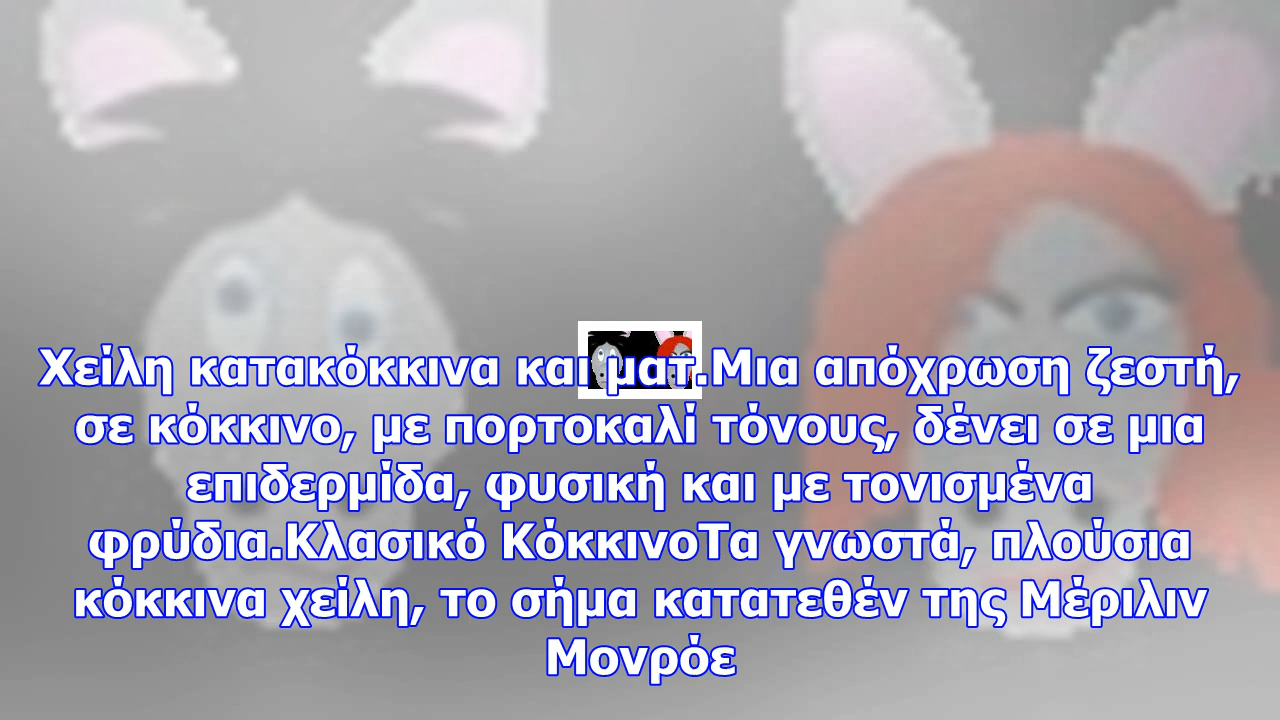 Χείλη κατακόκκινα και ματ.Μια απόχρωση ζεστή,
σε κόκκινο, με πορτοκαλί τόνους, δένει σε μια
επιδερμίδα, φυσική και με τονισμένα
φρύδια.Κλασικό ΚόκκινοΤα γνωστά, πλούσια
κόκκινα χείλη, το σήμα κατατεθέν της Μέριλιν
Μονρόε